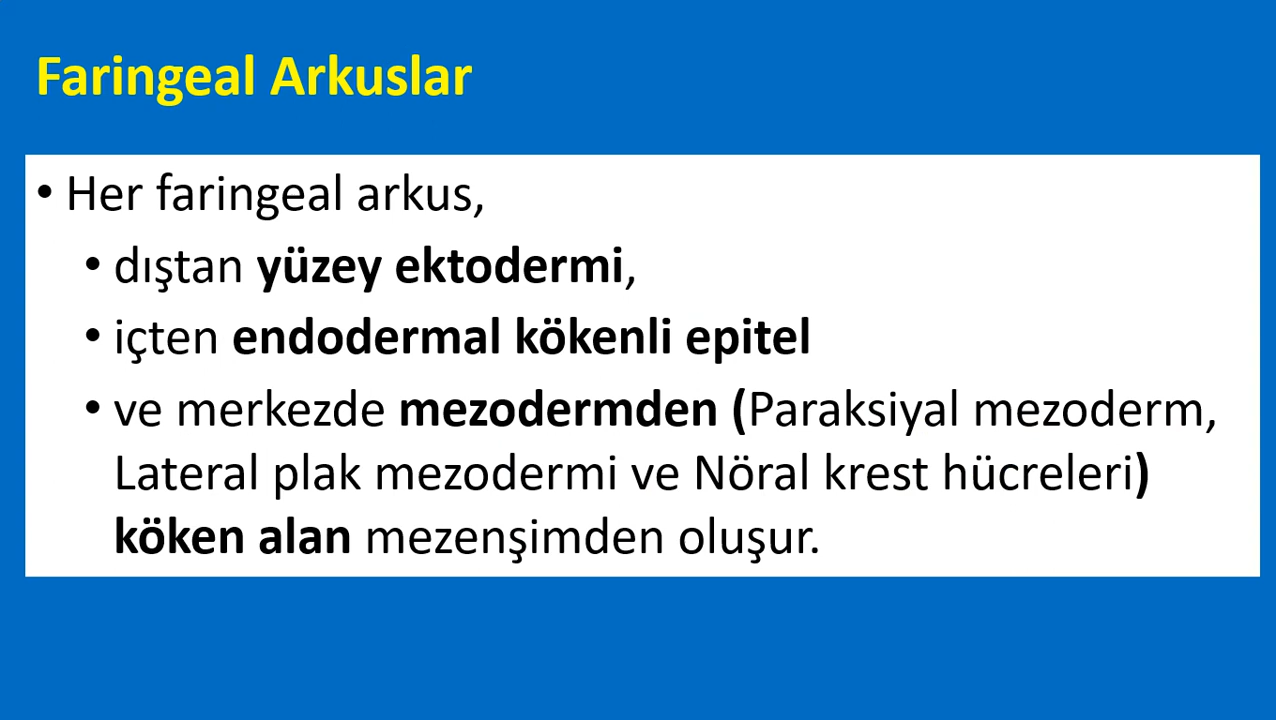 Faringeal Arkuslar
• Her faringeal arkus,
• dıştan yüzey ektodermi,
• içten endodermal kökenli epitel
• ve merkezde mezodermden (Paraksiyal mezoderm,
Lateral plak mezodermi ve Nöral krest hücreleri)
köken alan mezenşimden oluşur.